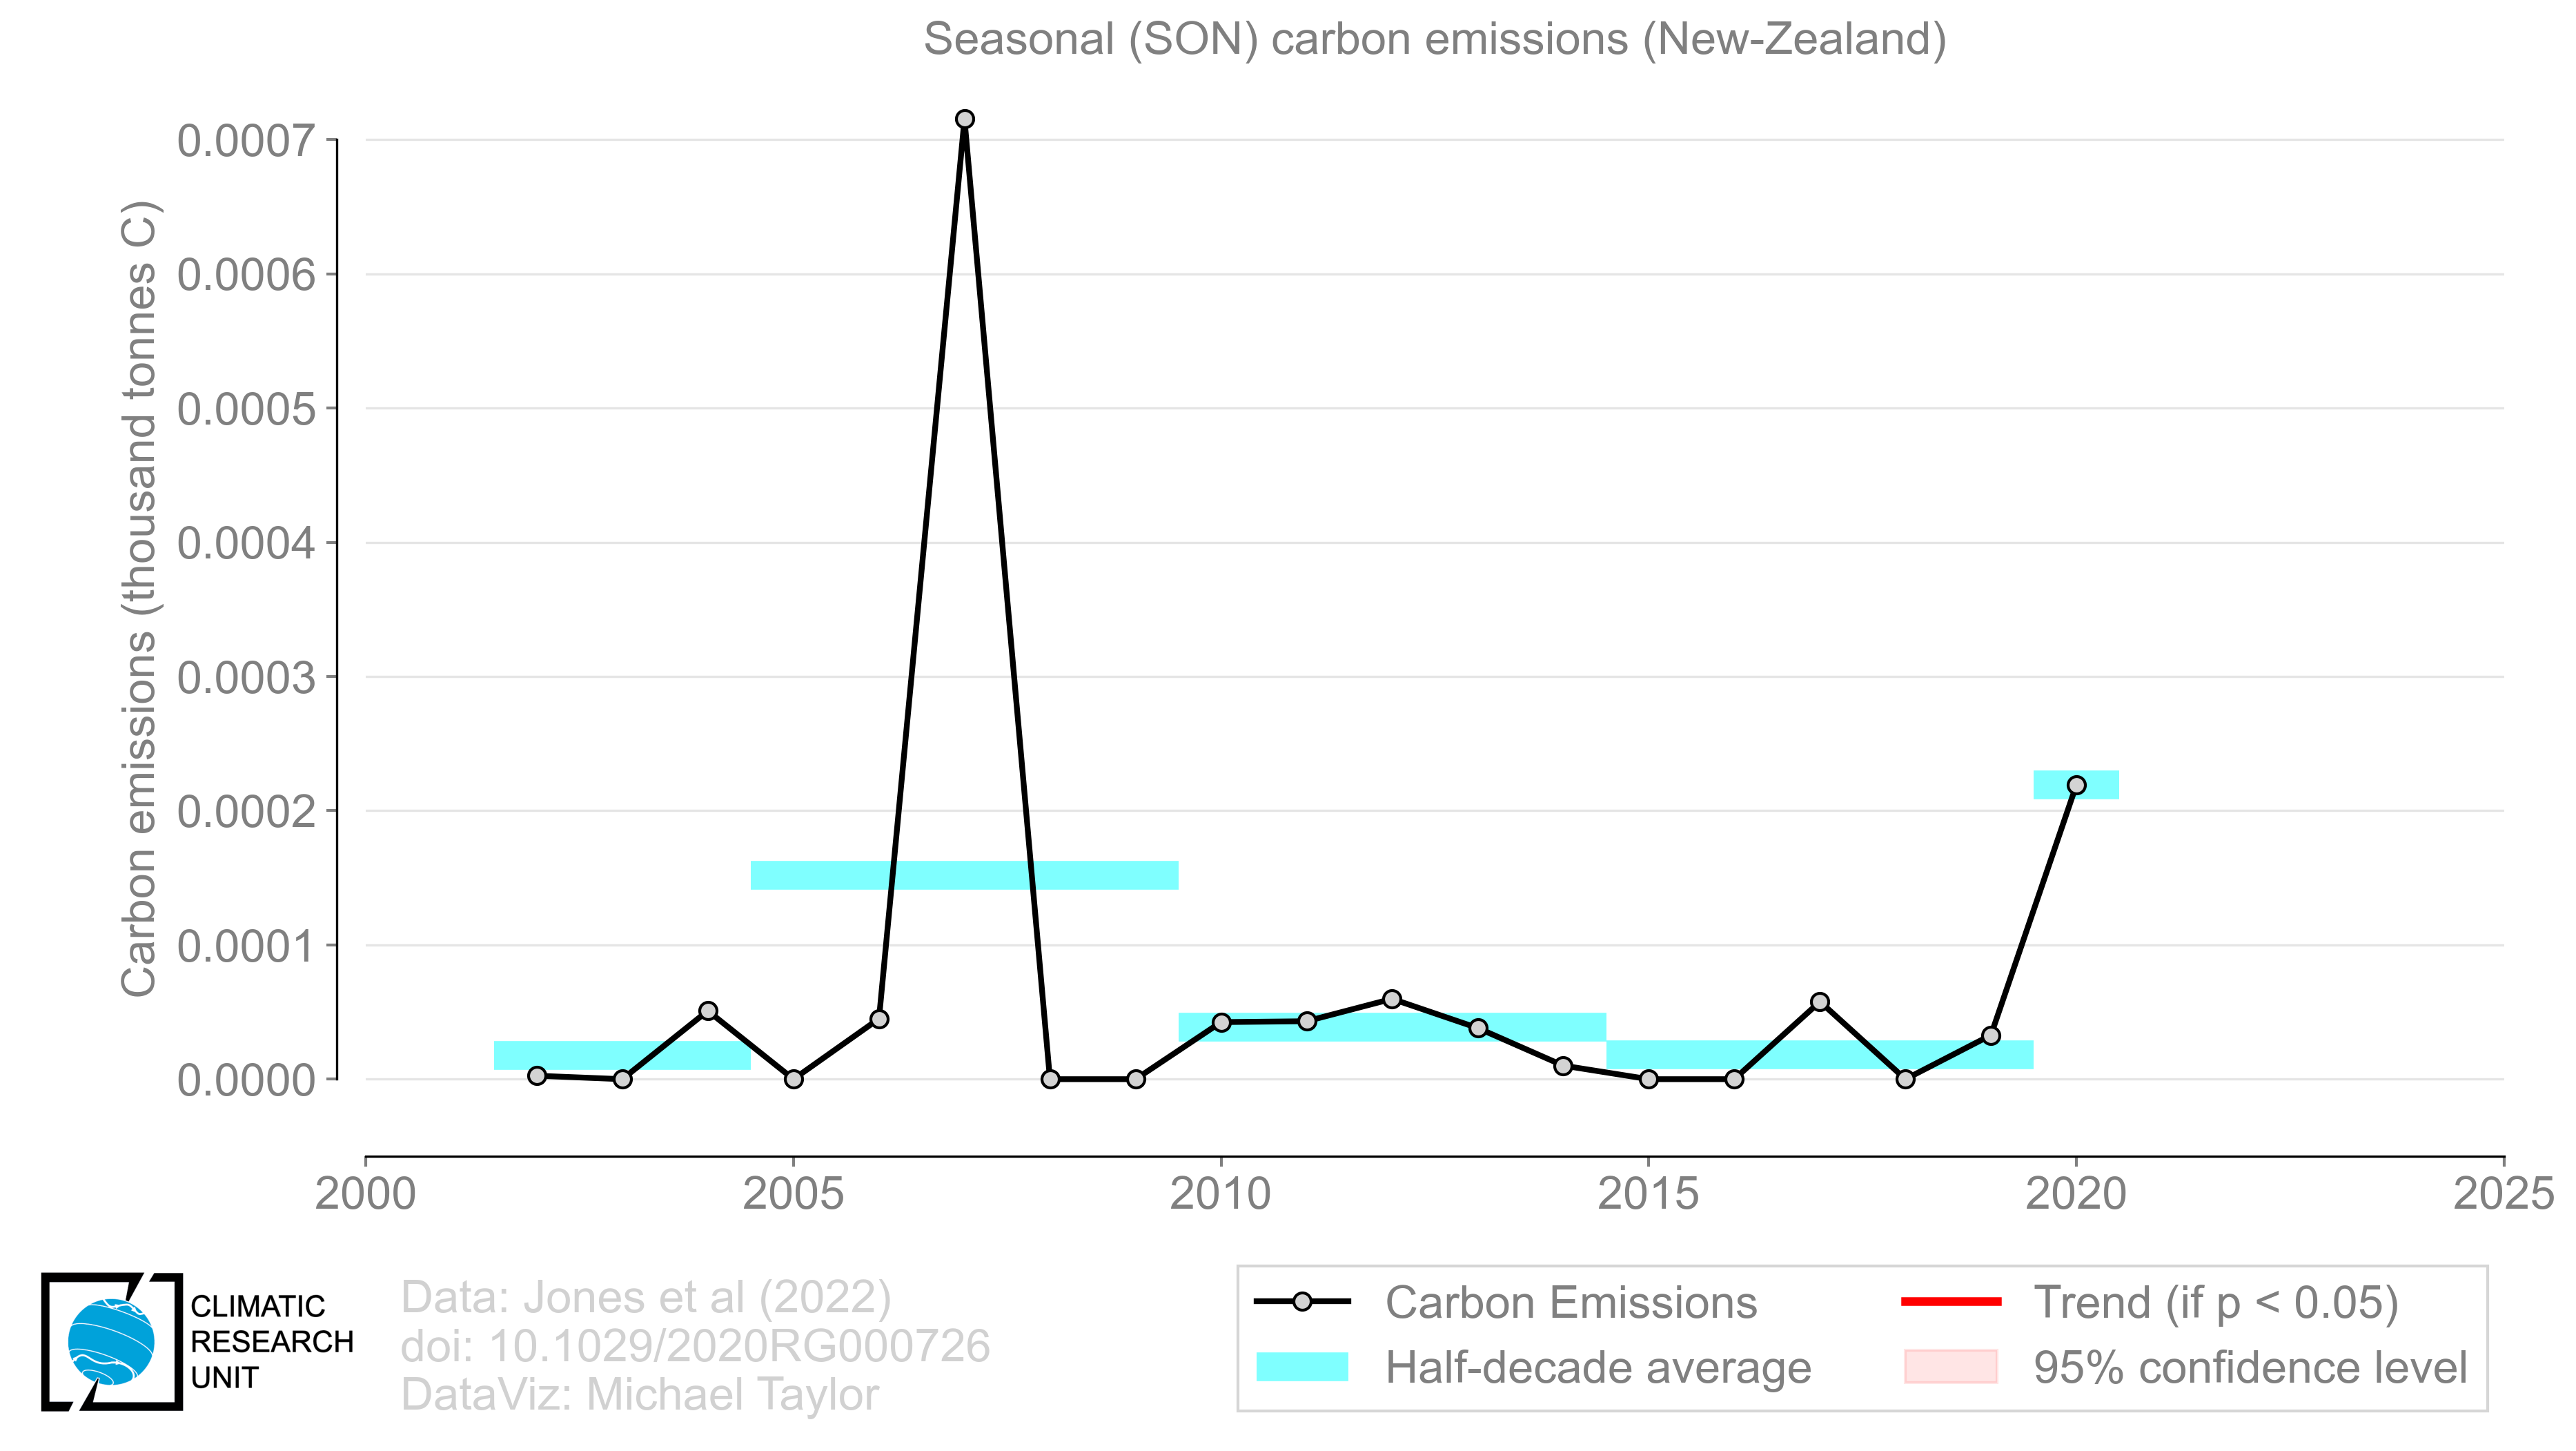 Seasonal (SON) carbon emissions (New-Zealand)
Carbon emissions (thousand tonnes C)
0.0007
0.0006
0.0005
0.0004
0.0003
0.0002
0.0001
0.0000
2000
2005
2010
2015
2020
2025
CLIMATIC
RESEARCH
UNIT
Data: Jones et al (2022)
doi: 10.1029/2020RG000726
DataViz: Michael Taylor
Carbon Emissions
Half-decade average
Trend (if p < 0.05)
95% confidence level